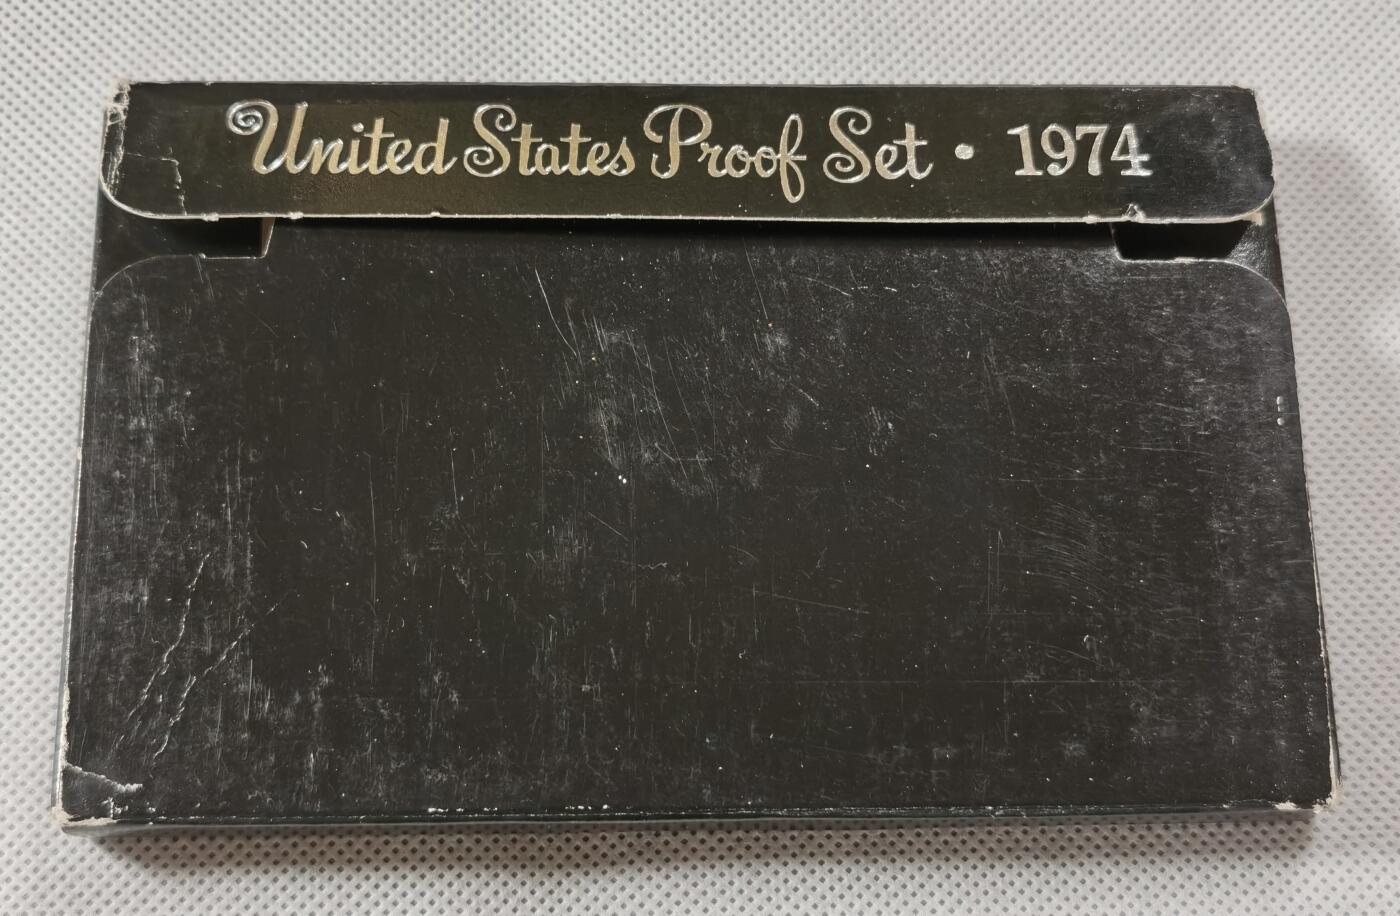 United States Proof Set • 1974